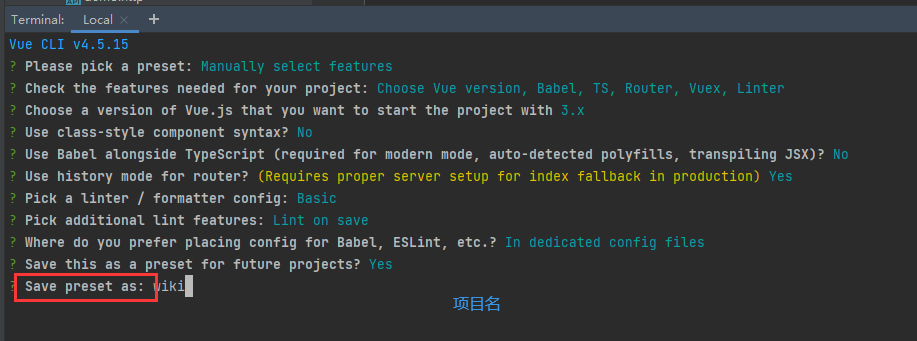 Terminal: Local × +
Vue CLI v4.5.15
? Please pick a preset: Manually select features
? Check the features needed for your project: Choose Vue version, Babel, TS, Router, Vuex, Linter
? Choose a version of Vue.js that you want to start the project with 3.x
? Use class-style component syntax? No
? Use Babel alongside TypeScript (required for modern mode, auto-detected polyfills, transpiling JSX)? No
? Use history mode for router? (Requires proper server setup for index fallback in production) Yes
? Pick a linter / formatter config: Basic
? Pick additional lint features: Lint on save
? Where do you prefer placing config for Babel, ESLint, etc.? In dedicated config files
? Save this as a preset for future projects? Yes
? Save preset as: wiki
项目名